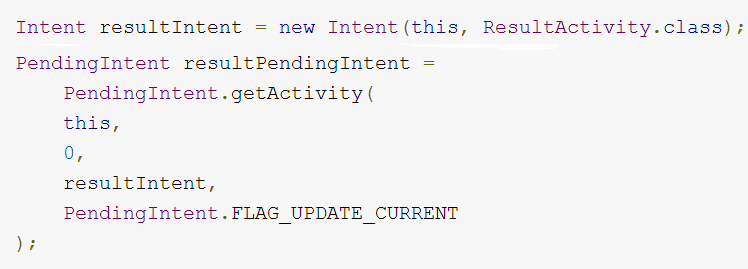 Intent resultIntent = new Intent(this, ResultActivity.class);
PendingIntent resultPendingIntent =
    PendingIntent.getActivity(
    this,
    0,
    resultIntent,
    PendingIntent.FLAG_UPDATE_CURRENT
);